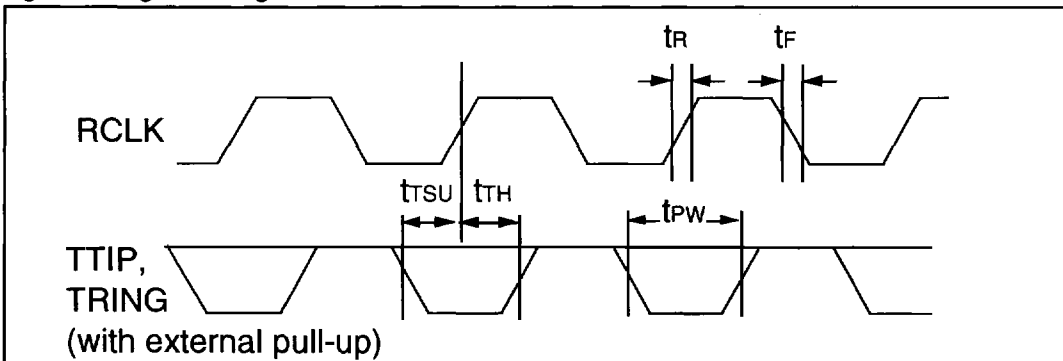 tR tF
RCLK
tTSU tTH tPW
TTIP,
TRING
(with external pull-up)